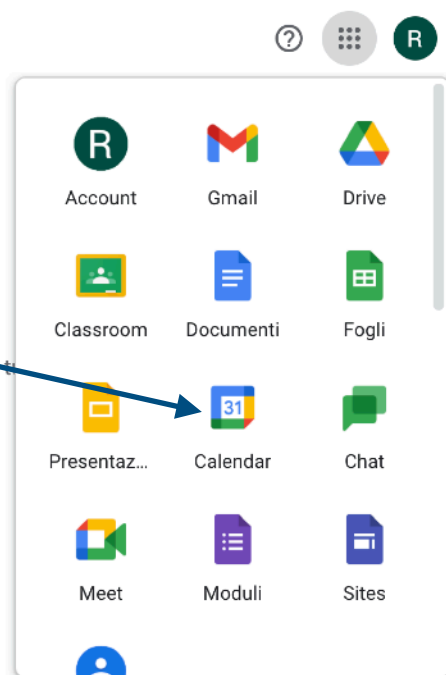 R
R
Account Gmail Drive
Classroom Documenti Fogli
31
Presentaz... Calendar Chat
Meet Moduli Sites